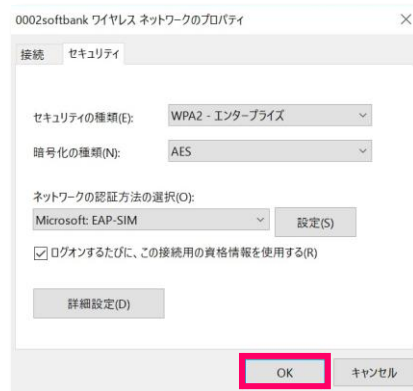 0002softbank ワイヤレス ネットワークのプロパティ
接続 セキュリティ
セキュリティの種類(E): WPA2 - エンタープライズ
暗号化の種類(N): AES
ネットワークの認証方法の選択(O):
Microsoft: EAP-SIM 設定(S)
ログオンするたびに、この接続用の資格情報を使用する(R)
詳細設定(D)
OK キャンセル